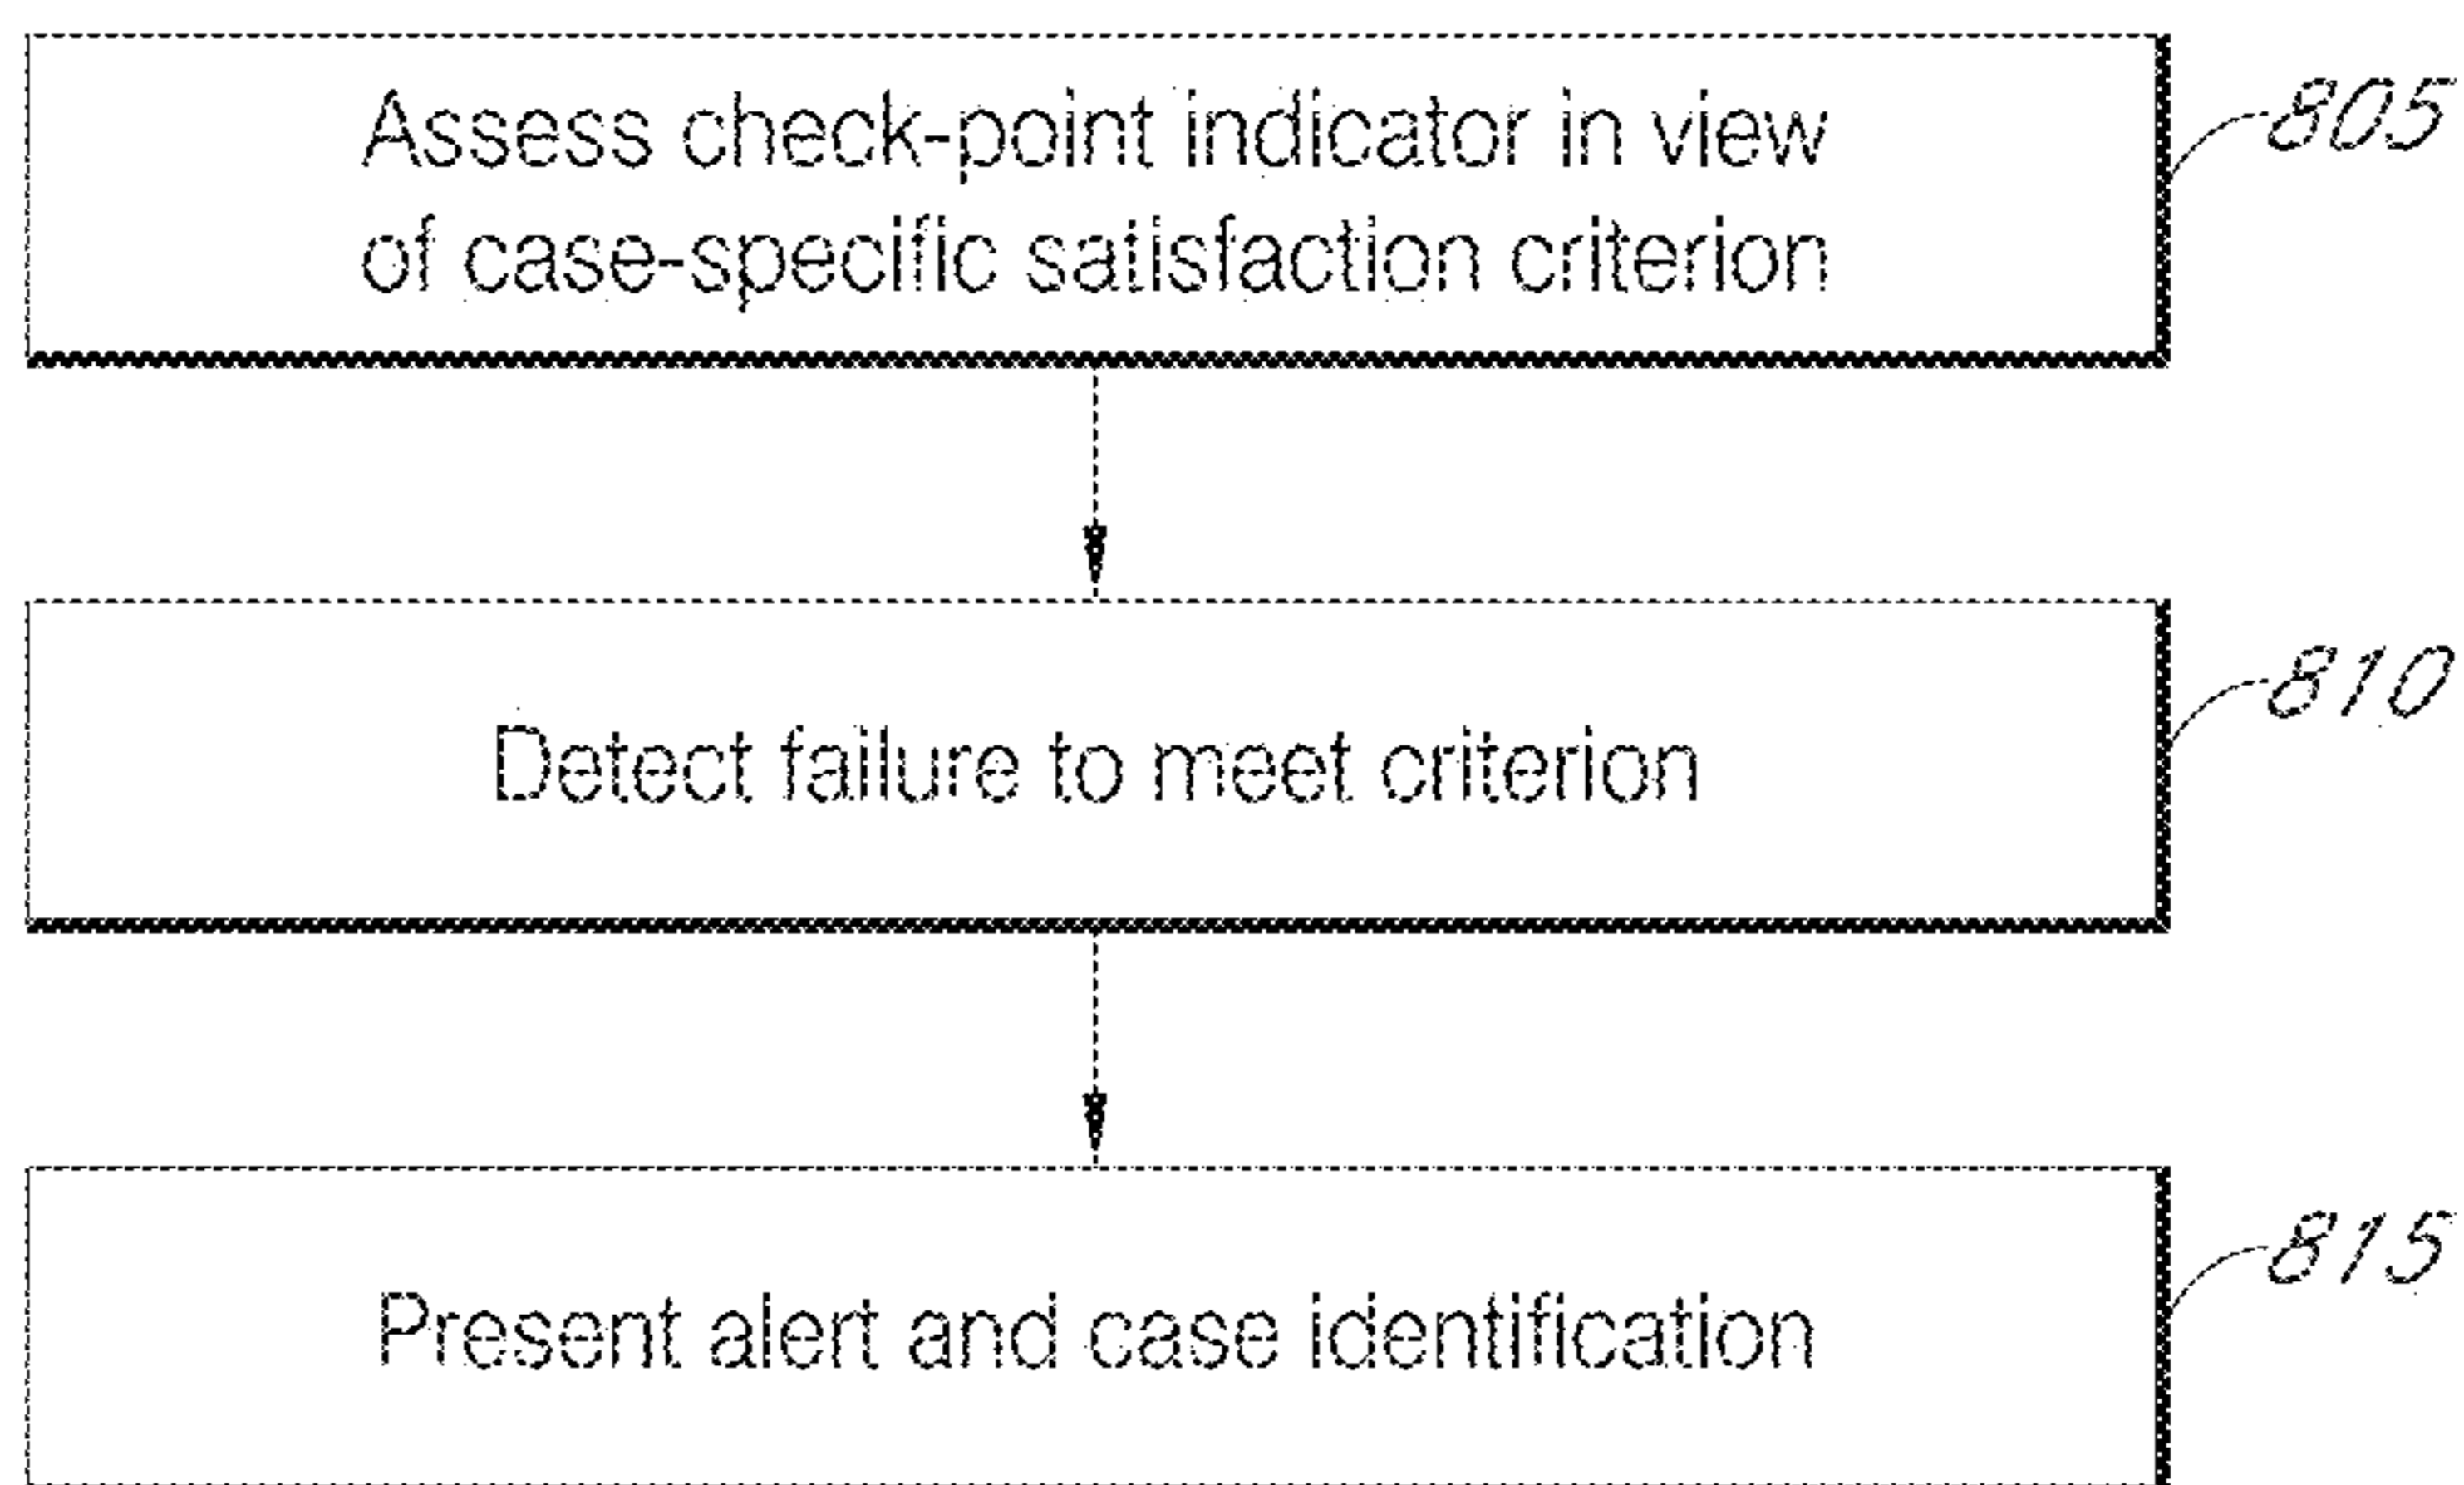 Assess check-point indicator in view
of case-specific satisfaction criterion
805
Detect failure to meet criterion
810
Present alert and case identification
815